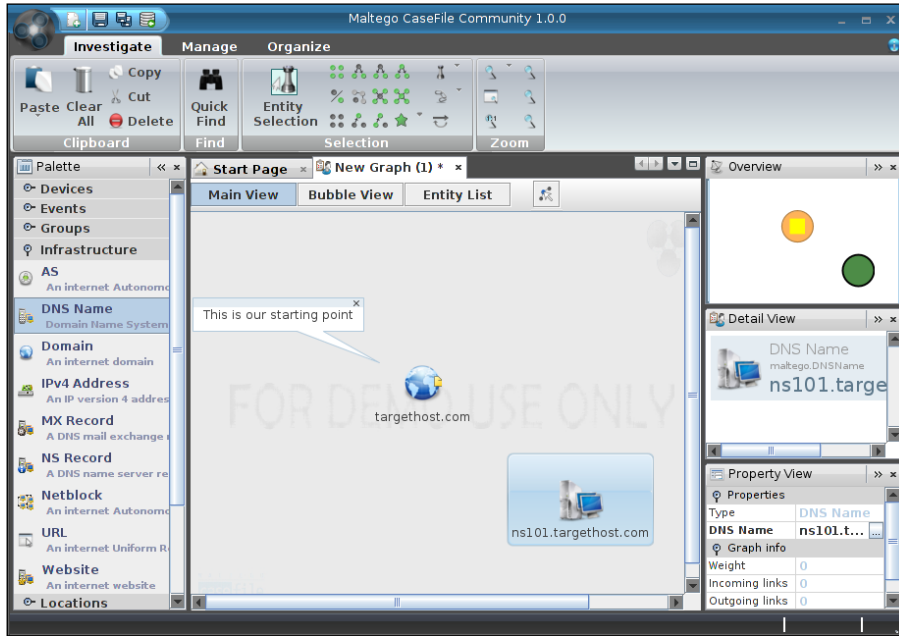 Maltego CaseFile Community 1.0.0
Investigate Manage Organize
Paste
Clear All
Copy
Cut
Delete
Clipboard
Quick Find
Find
Entity Selection
Selection
Zoom
Palette
Devices
Events
Groups
Infrastructure
AS
An internet Autonomo
DNS Name
Domain Name System
Domain
An internet domain
IPv4 Address
An IP version 4 addres
MX Record
A DNS mail exchange r
NS Record
A DNS name server re
Netblock
An internet Autonomo
URL
An internet Uniform R
Website
An internet website
Locations
Start Page New Graph (1) *
Main View Bubble View Entity List
This is our starting point
FOR DEMO USE ONLY
targethost.com
ns101.targethost.com
Overview
Detail View
DNS Name
maltego.DNSName
ns101.targe
Property View
Properties
Type DNS Name
DNS Name ns101.t... ...
Graph info
Weight 0
Incoming links 0
Outgoing links 0